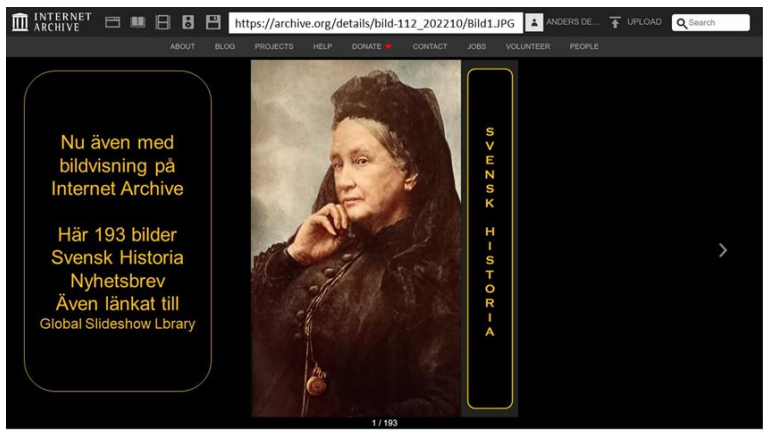 INTERNET
ARCHIVE
https://archive.org/details/bild-112_202210/Bild1.JPG
ANDERS DE...
UPLOAD
Search
ABOUT BLOG PROJECTS HELP DONATE CONTACT JOBS VOLUNTEER PEOPLE
Nu även med
bildvisning på
Internet Archive
Här 193 bilder
Svensk Historia
Nyhetsbrev
Även länkat till
Global Slideshow Lbrary
SVENSK HISTORIA
1 / 193